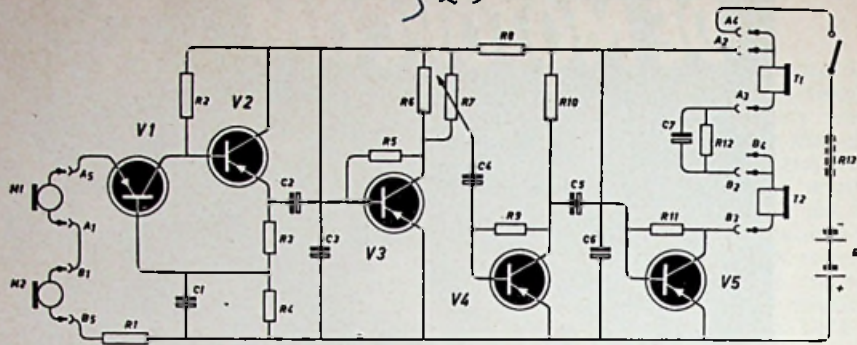 A4
A2
R8
T1
R2
V2
R6
R7
R10
A3
V1
C7
R12
R5
C4
B4
R12
M1
A5
C2
B2
C5
T2
A1
R9
R11
B3
R3
C3
V3
C6
B1
M2
C1
R4
V4
V5
B5
R1
-
+
B